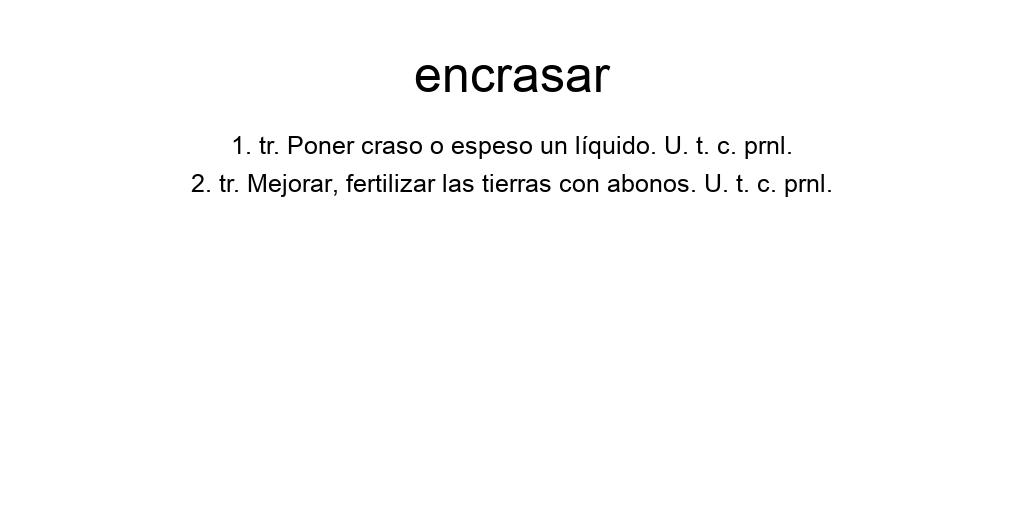 encrasar
1. tr. Poner craso o espeso un líquido. U. t. c. prnl.
2. tr. Mejorar, fertilizar las tierras con abonos. U. t. c. prnl.